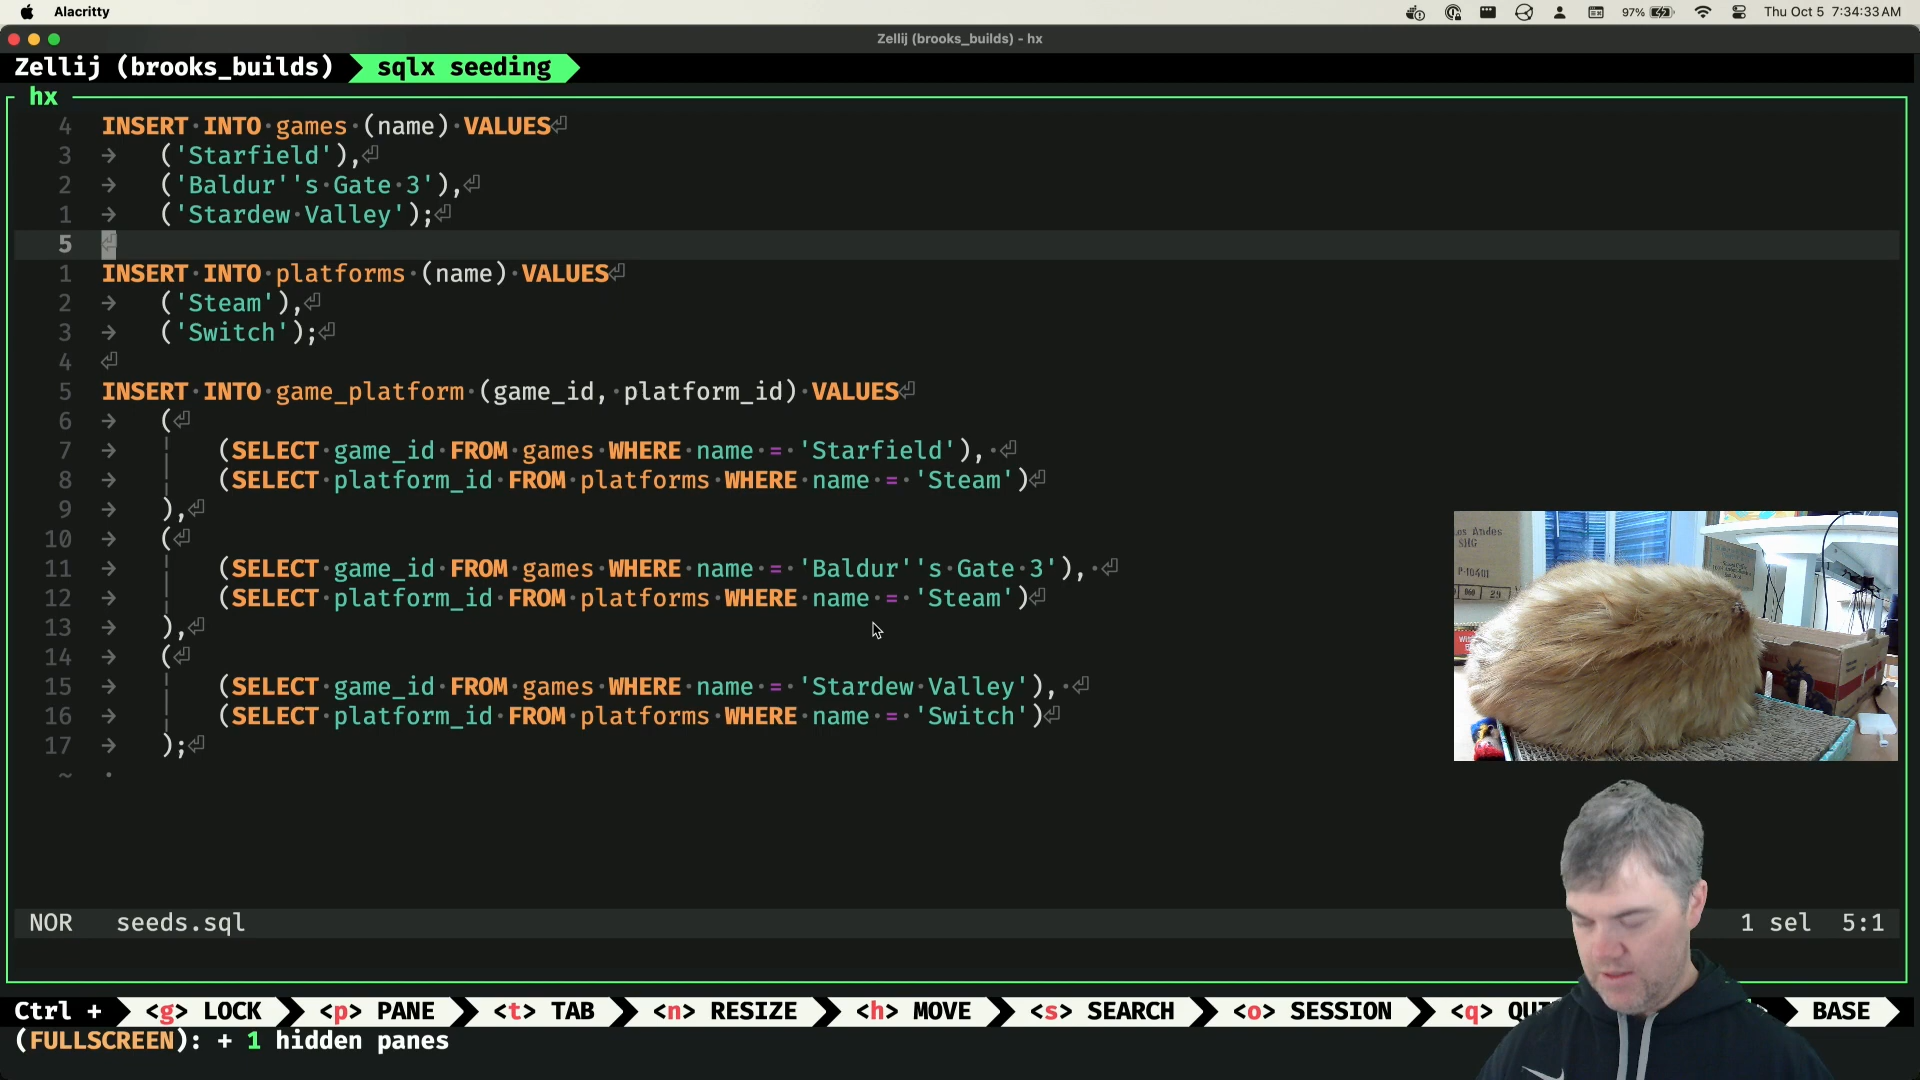 Alacritty
97% Thu Oct 5 7:34:33 AM
Zellij (brooks_builds) - hx
Zellij (brooks_builds) sqlx seeding
hx
4 INSERT INTO games (name) VALUES
3 ('Starfield'),
2 ('Baldur''s Gate 3'),
1 ('Stardew Valley');
5
1 INSERT INTO platforms (name) VALUES
2 ('Steam'),
3 ('Switch');
4
5 INSERT INTO game_platform (game_id, platform_id) VALUES
6 (
7 (SELECT game_id FROM games WHERE name = 'Starfield'),
8 (SELECT platform_id FROM platforms WHERE name = 'Steam')
9 ),
10 (
11 (SELECT game_id FROM games WHERE name = 'Baldur''s Gate 3'),
12 (SELECT platform_id FROM platforms WHERE name = 'Steam')
13 ),
14 (
15 (SELECT game_id FROM games WHERE name = 'Stardew Valley'),
16 (SELECT platform_id FROM platforms WHERE name = 'Switch')
17 );
~
Les Andes
SHG
P-10401
29
NOR seeds.sql 1 sel 5:1
Ctrl + <g> LOCK <p> PANE <t> TAB <n> RESIZE <h> MOVE <s> SEARCH <o> SESSION <q> QU BASE
(FULLSCREEN): + 1 hidden panes